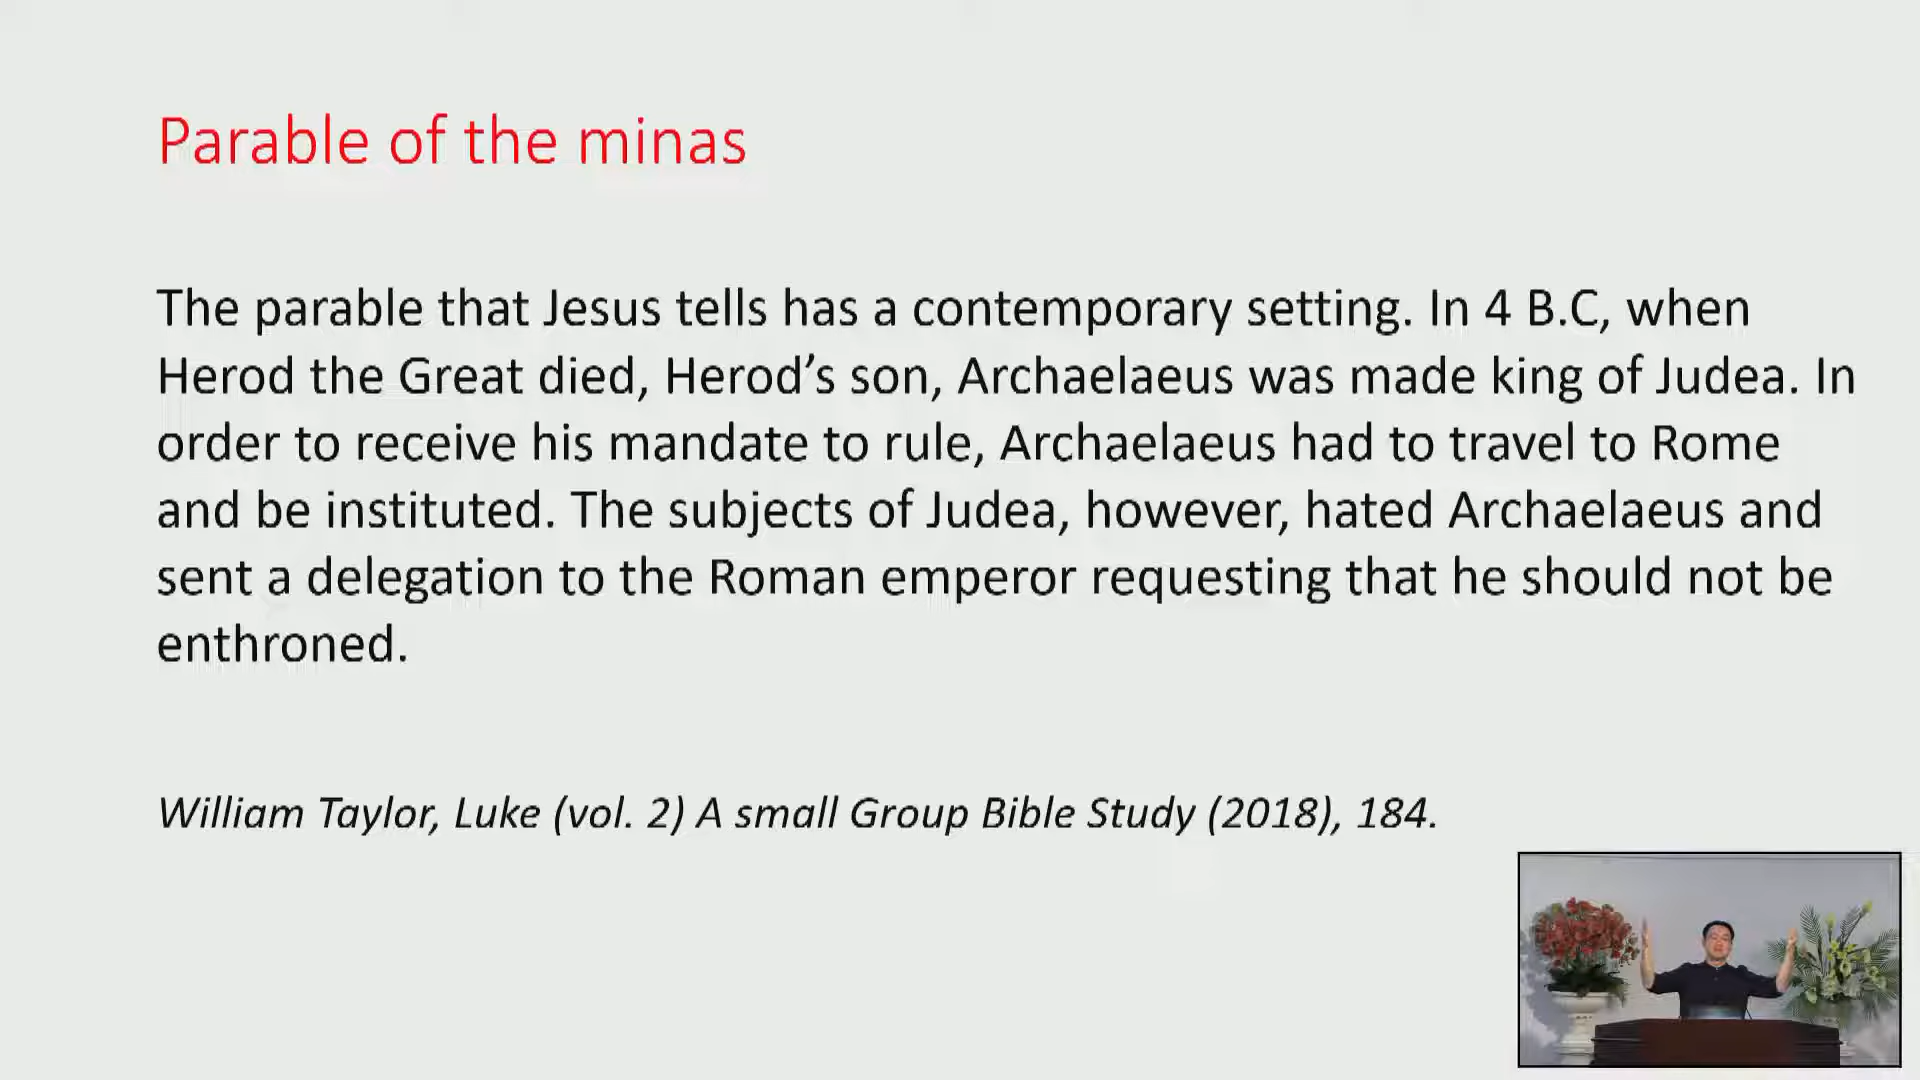 Parable of the minas
The parable that Jesus tells has a contemporary setting. In 4 B.C, when
Herod the Great died, Herod’s son, Archaelaeus was made king of Judea. In
order to receive his mandate to rule, Archaelaeus had to travel to Rome
and be instituted. The subjects of Judea, however, hated Archaelaeus and
sent a delegation to the Roman emperor requesting that he should not be
enthroned.
William Taylor, Luke (vol. 2) A small Group Bible Study (2018), 184.